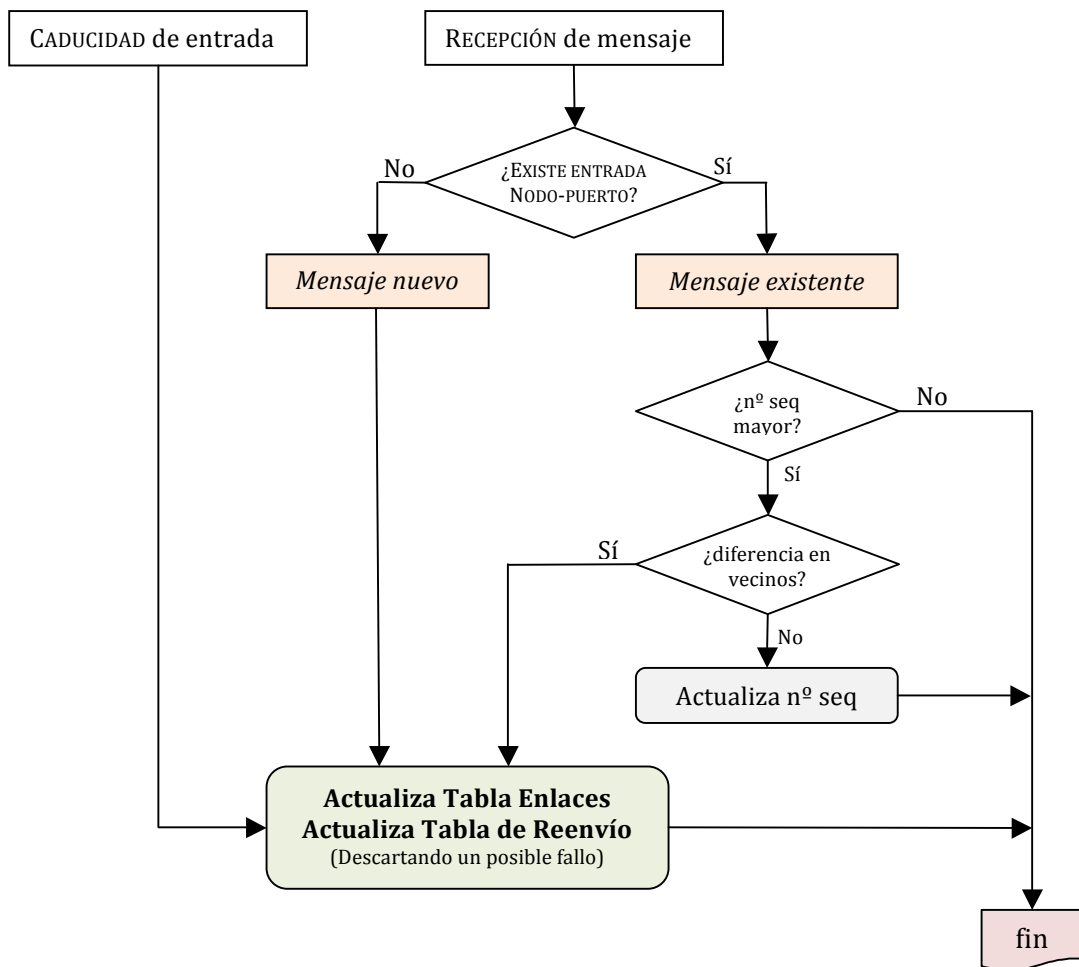 CADUCIDAD de entrada
RECEPCIÓN de mensaje
No
¿EXISTE ENTRADA
NODO-PUERTO?
Sí
Mensaje nuevo
Mensaje existente
¿nº seq
mayor?
No
Sí
Sí
¿diferencia en
vecinos?
No
Actualiza nº seq
Actualiza Tabla Enlaces
Actualiza Tabla de Reenvío
(Descartando un posible fallo)
fin